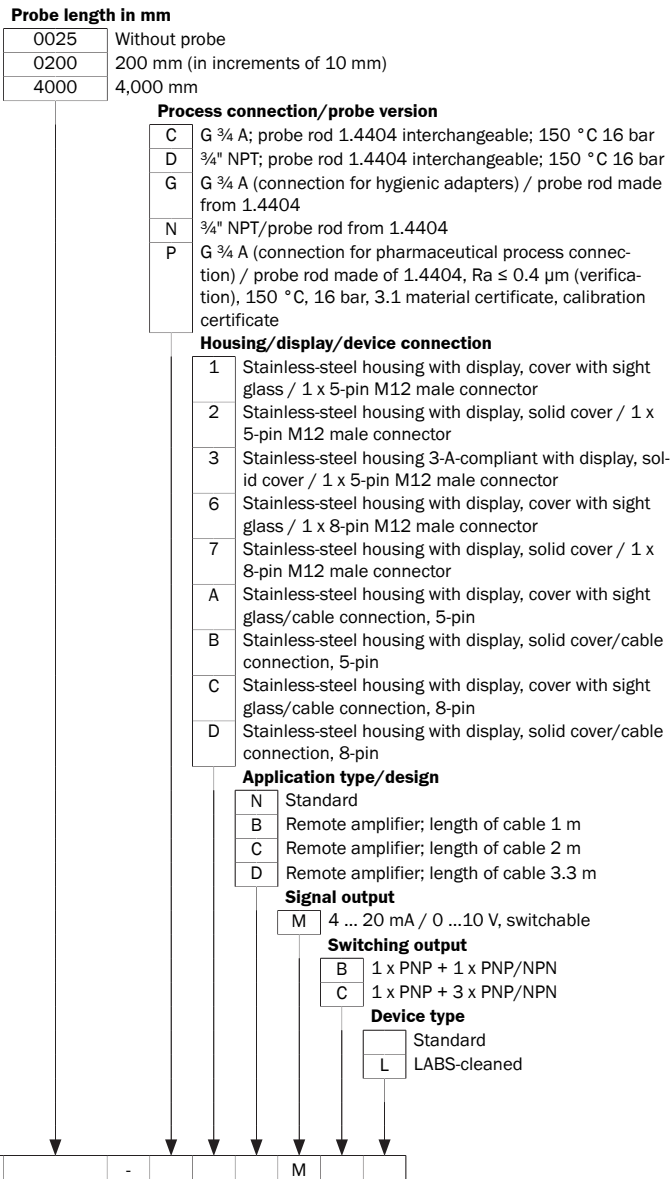 Probe length in mm
0025 Without probe
0200 200 mm (in increments of 10 mm)
4000 4,000 mm
Process connection/probe version
C G ¾ A; probe rod 1.4404 interchangeable; 150 °C 16 bar
D ¾" NPT; probe rod 1.4404 interchangeable; 150 °C 16 bar
G G ¾ A (connection for hygienic adapters) / probe rod made
from 1.4404
N ¾" NPT/probe rod from 1.4404
P G ¾ A (connection for pharmaceutical process connec-
tion) / probe rod made of 1.4404, Ra ≤ 0.4 µm (verifica-
tion), 150 °C, 16 bar, 3.1 material certificate, calibration
certificate
Housing/display/device connection
1 Stainless-steel housing with display, cover with sight
glass / 1 x 5-pin M12 male connector
2 Stainless-steel housing with display, solid cover / 1 x
5-pin M12 male connector
3 Stainless-steel housing 3-A-compliant with display, sol-
id cover / 1 x 5-pin M12 male connector
6 Stainless-steel housing with display, cover with sight
glass / 1 x 8-pin M12 male connector
7 Stainless-steel housing with display, solid cover / 1 x
8-pin M12 male connector
A Stainless-steel housing with display, cover with sight
glass/cable connection, 5-pin
B Stainless-steel housing with display, solid cover/cable
connection, 5-pin
C Stainless-steel housing with display, cover with sight
glass/cable connection, 8-pin
D Stainless-steel housing with display, solid cover/cable
connection, 8-pin
Application type/design
N Standard
B Remote amplifier; length of cable 1 m
C Remote amplifier; length of cable 2 m
D Remote amplifier; length of cable 3.3 m
Signal output
M 4 ... 20 mA / 0 ...10 V, switchable
Switching output
B 1 x PNP + 1 x PNP/NPN
C 1 x PNP + 3 x PNP/NPN
Device type
Standard
L LABS-cleaned
- M